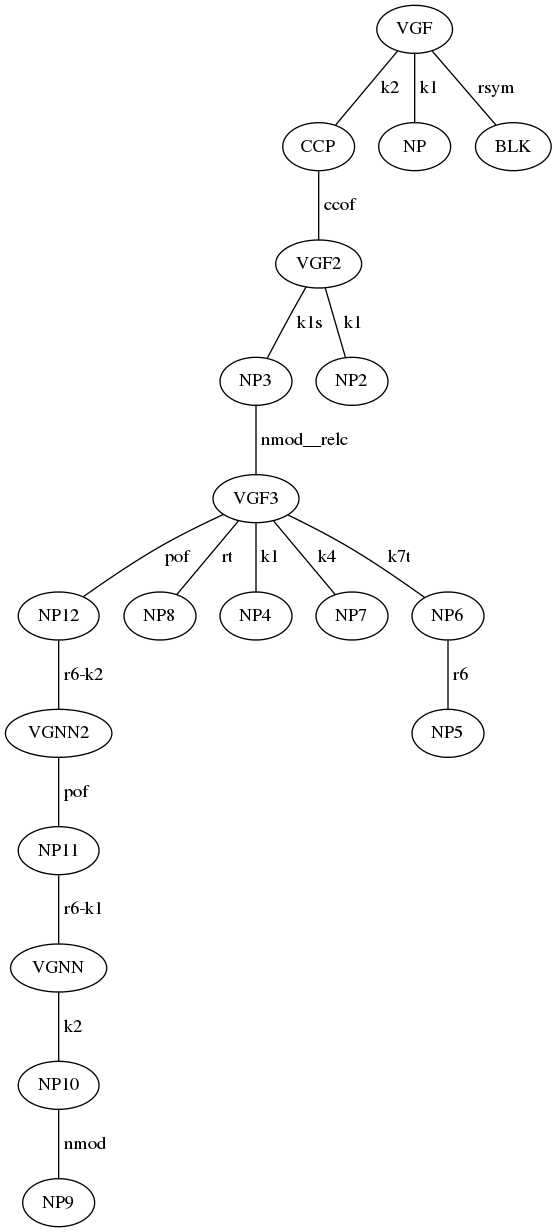 VGF
k2 k1 rsym
CCP NP BLK
ccof
VGF2
k1s k1
NP3 NP2
nmod__relc
VGF3
pof rt k1 k4 k7t
NP12 NP8 NP4 NP7 NP6
r6-k2 r6
VGNN2 NP5
pof
NP11
r6-k1
VGNN
k2
NP10
nmod
NP9